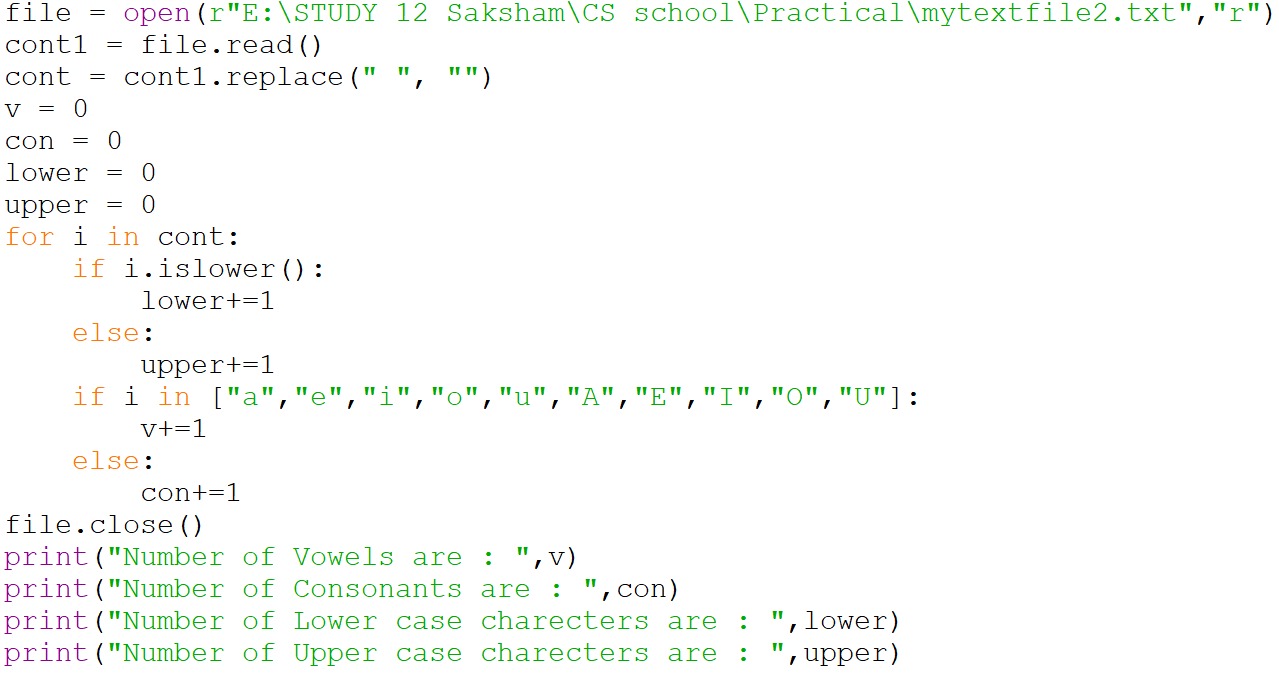 file = open(r"E:\STUDY 12 Saksham\CS school\Practical\mytextfile2.txt","r")
cont1 = file.read()
cont = cont1.replace(" ", "")
v = 0
con = 0
lower = 0
upper = 0
for i in cont:
    if i.islower():
        lower+=1
    else:
        upper+=1
    if i in ["a","e","i","o","u","A","E","I","O","U"]:
        v+=1
    else:
        con+=1
file.close()
print("Number of Vowels are : ",v)
print("Number of Consonants are : ",con)
print("Number of Lower case charecters are : ",lower)
print("Number of Upper case charecters are : ",upper)